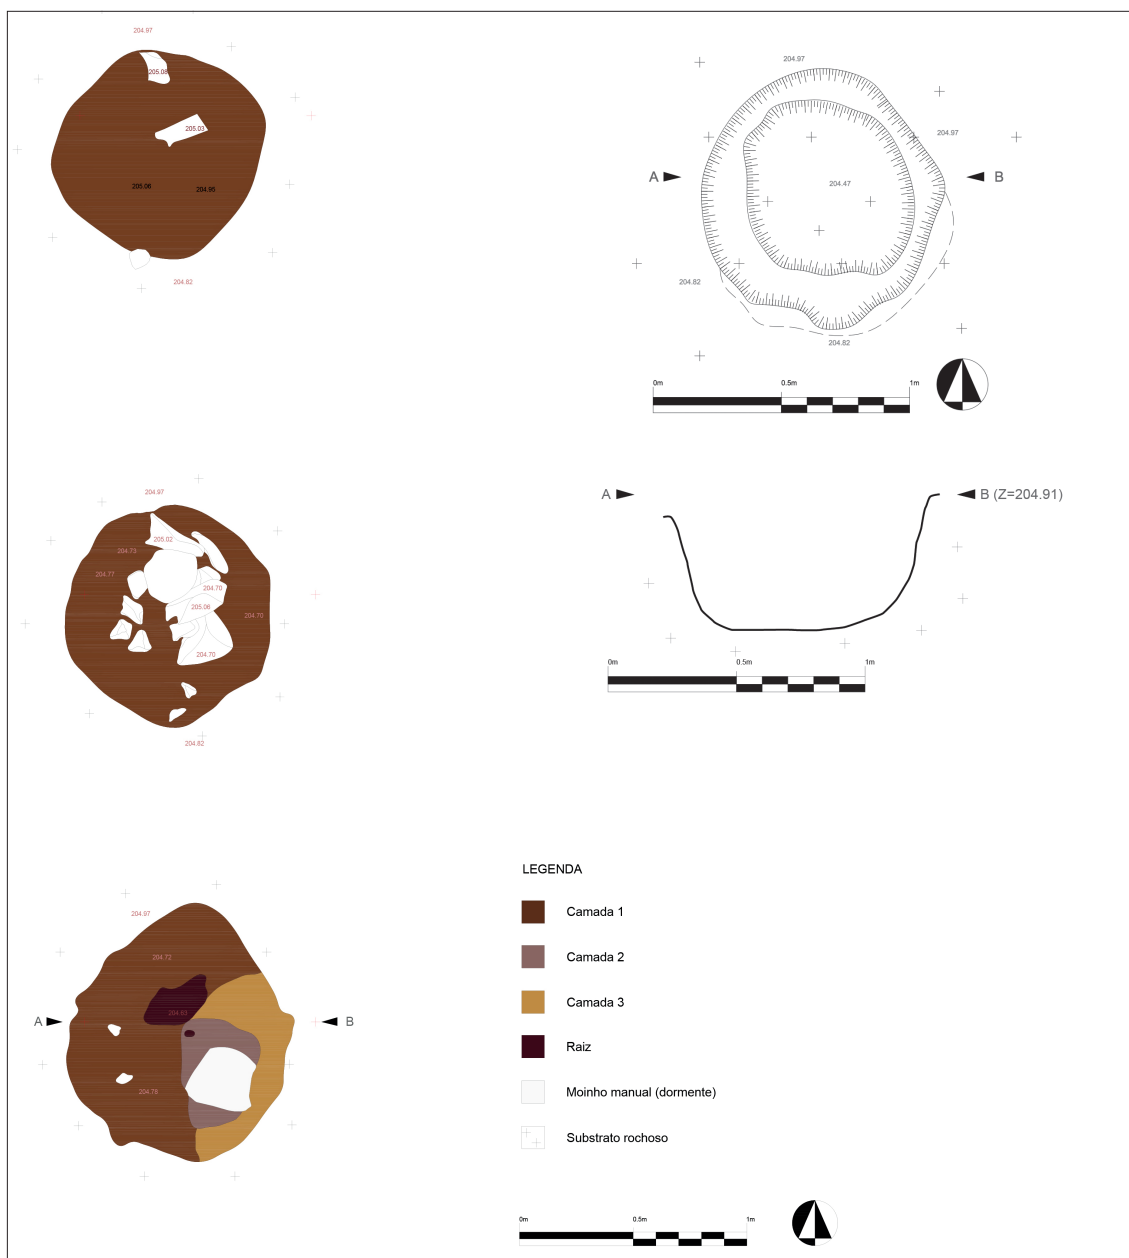 204.97
205.08
205.03
205.06
204.95
204.82
204.97
204.97
A
B
204.47
204.82
204.82
0m 0.5m 1m
204.97
205.02
204.73
204.77
204.70
205.06
204.70
204.70
204.82
A
B (Z=204.91)
0m 0.5m 1m
204.97
204.72
204.63
A
B
204.78
LEGENDA
Camada 1
Camada 2
Camada 3
Raiz
Moinho manual (dormente)
Substrato rochoso
0m 0.5m 1m